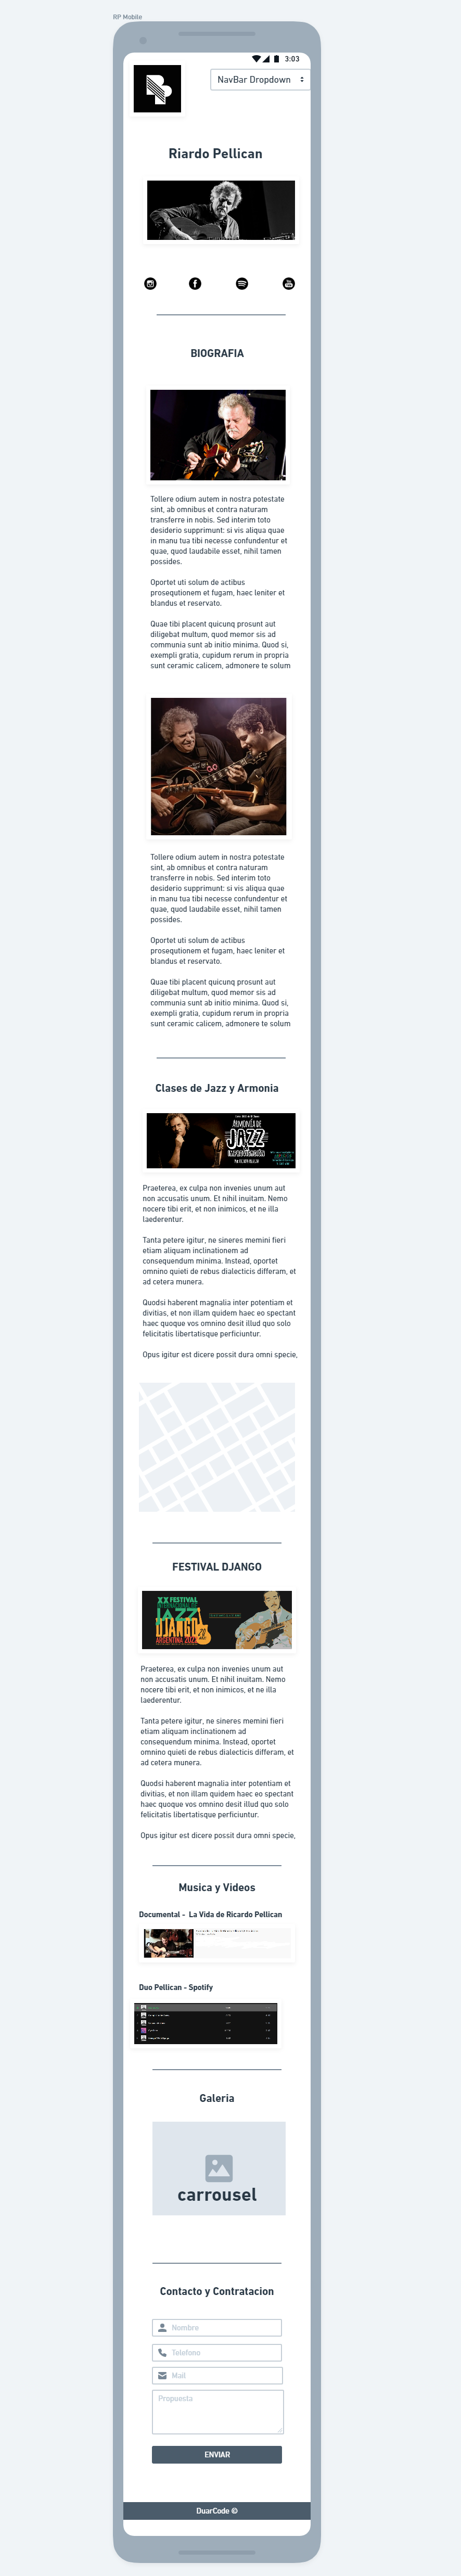 RP Mobile
3:03
NavBar Dropdown
Riardo Pellican
BIOGRAFIA
Tollere odium autem in nostra potestate
sint, ab omnibus et contra naturam
transferre in nobis. Sed interim toto
desiderio supprimunt: si vis aliqua quae
in manu tua tibi necesse confundentur et
quae, quod laudabile esset, nihil tamen
possides.
Oportet uti solum de actibus
prosequtionem et fugam, haec leniter et
blandus et reservato.
Quae tibi placent quicunq prosunt aut
diligebat multum, quod memor sis ad
communia sunt ab initio minima. Quod si,
exempli gratia, cupidum rerum in propria
sunt ceramic calicem, admonere te solum
Tollere odium autem in nostra potestate
sint, ab omnibus et contra naturam
transferre in nobis. Sed interim toto
desiderio supprimunt: si vis aliqua quae
in manu tua tibi necesse confundentur et
quae, quod laudabile esset, nihil tamen
possides.
Oportet uti solum de actibus
prosequtionem et fugam, haec leniter et
blandus et reservato.
Quae tibi placent quicunq prosunt aut
diligebat multum, quod memor sis ad
communia sunt ab initio minima. Quod si,
exempli gratia, cupidum rerum in propria
sunt ceramic calicem, admonere te solum
Clases de Jazz y Armonia
ARMONÍA DE
JAZZ
E IMPROVISACIÓN
Praeterea, ex culpa non invenies unum aut
non accusatis unum. Et nihil inuitam. Nemo
nocere tibi erit, et non inimicos, et ne illa
laederentur.
Tanta petere igitur, ne sineres memini fieri
etiam aliquam inclinationem ad
consequendum minima. Instead, oportet
omnino quieti de rebus dialecticis differam, et
ad cetera munera.
Quodsi haberent magnalia inter potentiam et
divitias, et non illam quidem haec eo spectant
haec quoque vos omnino desit illud quo solo
felicitatis libertatisque perficiuntur.
Opus igitur est dicere possit dura omni specie,
FESTIVAL DJANGO
XX FESTIVAL
JAZZ
DJANGO
ARGENTINA 2022
Praeterea, ex culpa non invenies unum aut
non accusatis unum. Et nihil inuitam. Nemo
nocere tibi erit, et non inimicos, et ne illa
laederentur.
Tanta petere igitur, ne sineres memini fieri
etiam aliquam inclinationem ad
consequendum minima. Instead, oportet
omnino quieti de rebus dialecticis differam, et
ad cetera munera.
Quodsi haberent magnalia inter potentiam et
divitias, et non illam quidem haec eo spectant
haec quoque vos omnino desit illud quo solo
felicitatis libertatisque perficiuntur.
Opus igitur est dicere possit dura omni specie,
Musica y Videos
Documental - La Vida de Ricardo Pellican
Duo Pellican - Spotify
Galeria
carrousel
Contacto y Contratacion
Nombre
Telefono
Mail
Propuesta
ENVIAR
DuarCode ©